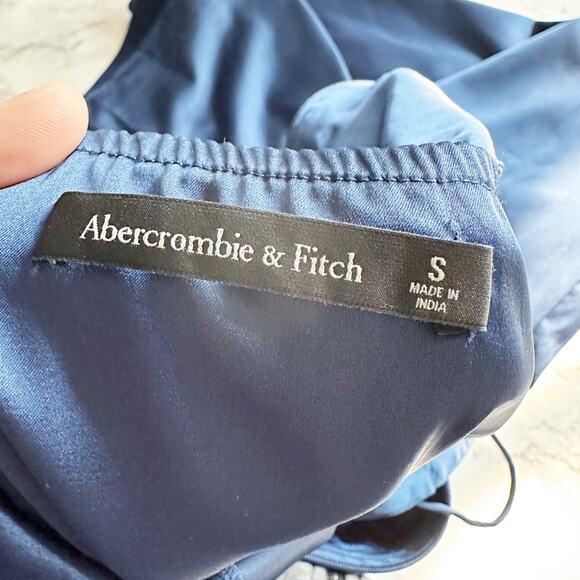 Abercrombie & Fitch
S
MADE IN
INDIA